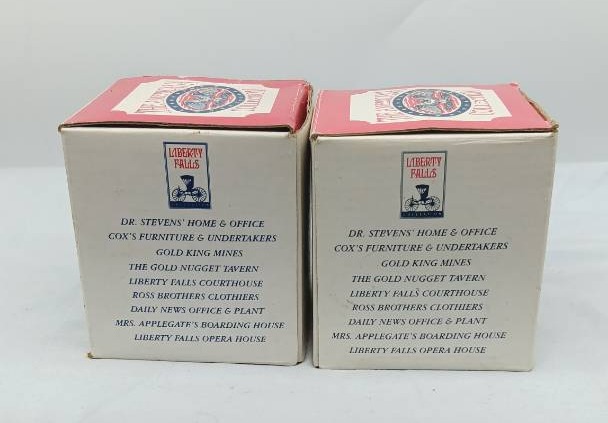 LIBERTY
FALLS
COLLECTION
DR. STEVENS' HOME & OFFICE
COX'S FURNITURE & UNDERTAKERS
GOLD KING MINES
THE GOLD NUGGET TAVERN
LIBERTY FALLS COURTHOUSE
ROSS BROTHERS CLOTHIERS
DAILY NEWS OFFICE & PLANT
MRS. APPLEGATE'S BOARDING HOUSE
LIBERTY FALLS OPERA HOUSE
LIBERTY
FALLS
COLLECTION
DR. STEVENS' HOME & OFFICE
COX'S FURNITURE & UNDERTAKERS
GOLD KING MINES
THE GOLD NUGGET TAVERN
LIBERTY FALLS COURTHOUSE
ROSS BROTHERS CLOTHIERS
DAILY NEWS OFFICE & PLANT
MRS. APPLEGATE'S BOARDING HOUSE
LIBERTY FALLS OPERA HOUSE